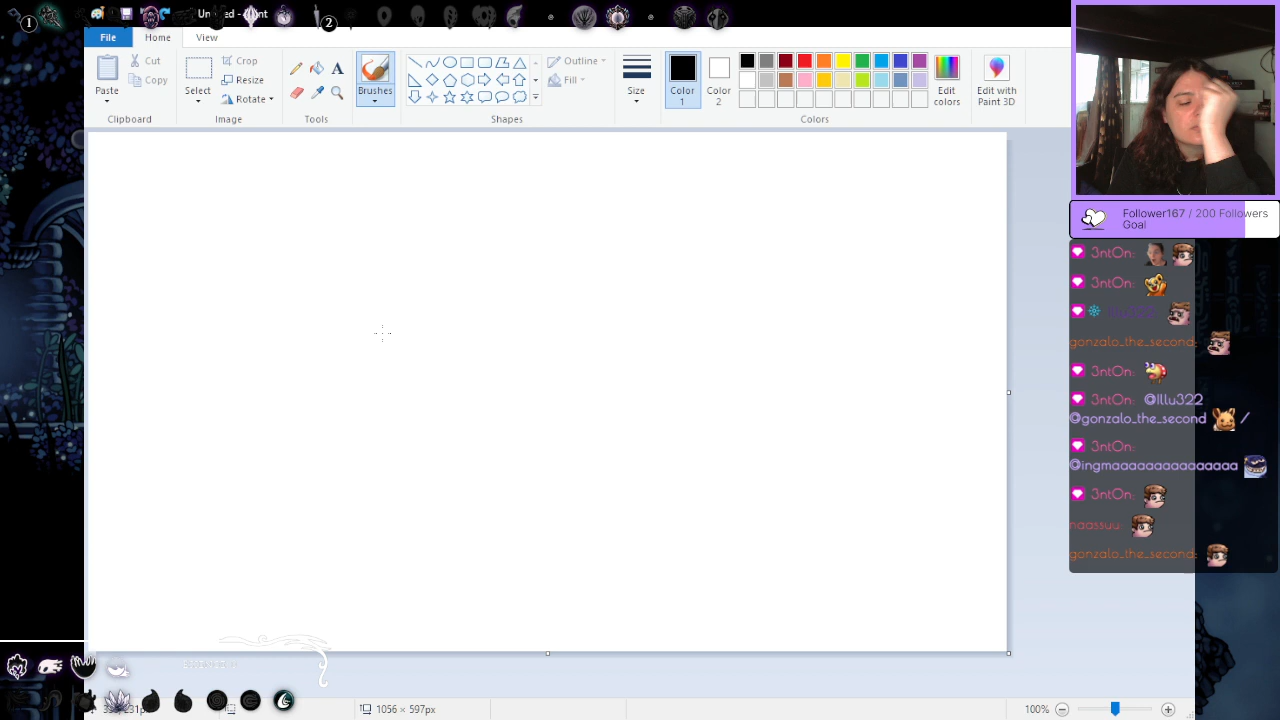 1
2
File
Home
View
Cut
Copy
Paste
Clipboard
Crop
Resize
Rotate
Select
Image
Tools
Brushes
Outline
Fill
Shapes
Size
Color 1
Color 2
Edit colors
Colors
Edit with Paint 3D
Follower167 / 200 Followers
Goal
3ntOn:
3ntOn:
gonzalo_the_second:
3ntOn:
3ntOn: @Illu322
@gonzalo_the_second /
3ntOn:
@ingmaaaaaaaaaaaaaaa
3ntOn:
naassuu:
gonzalo_the_second:
1056 × 597px
100%